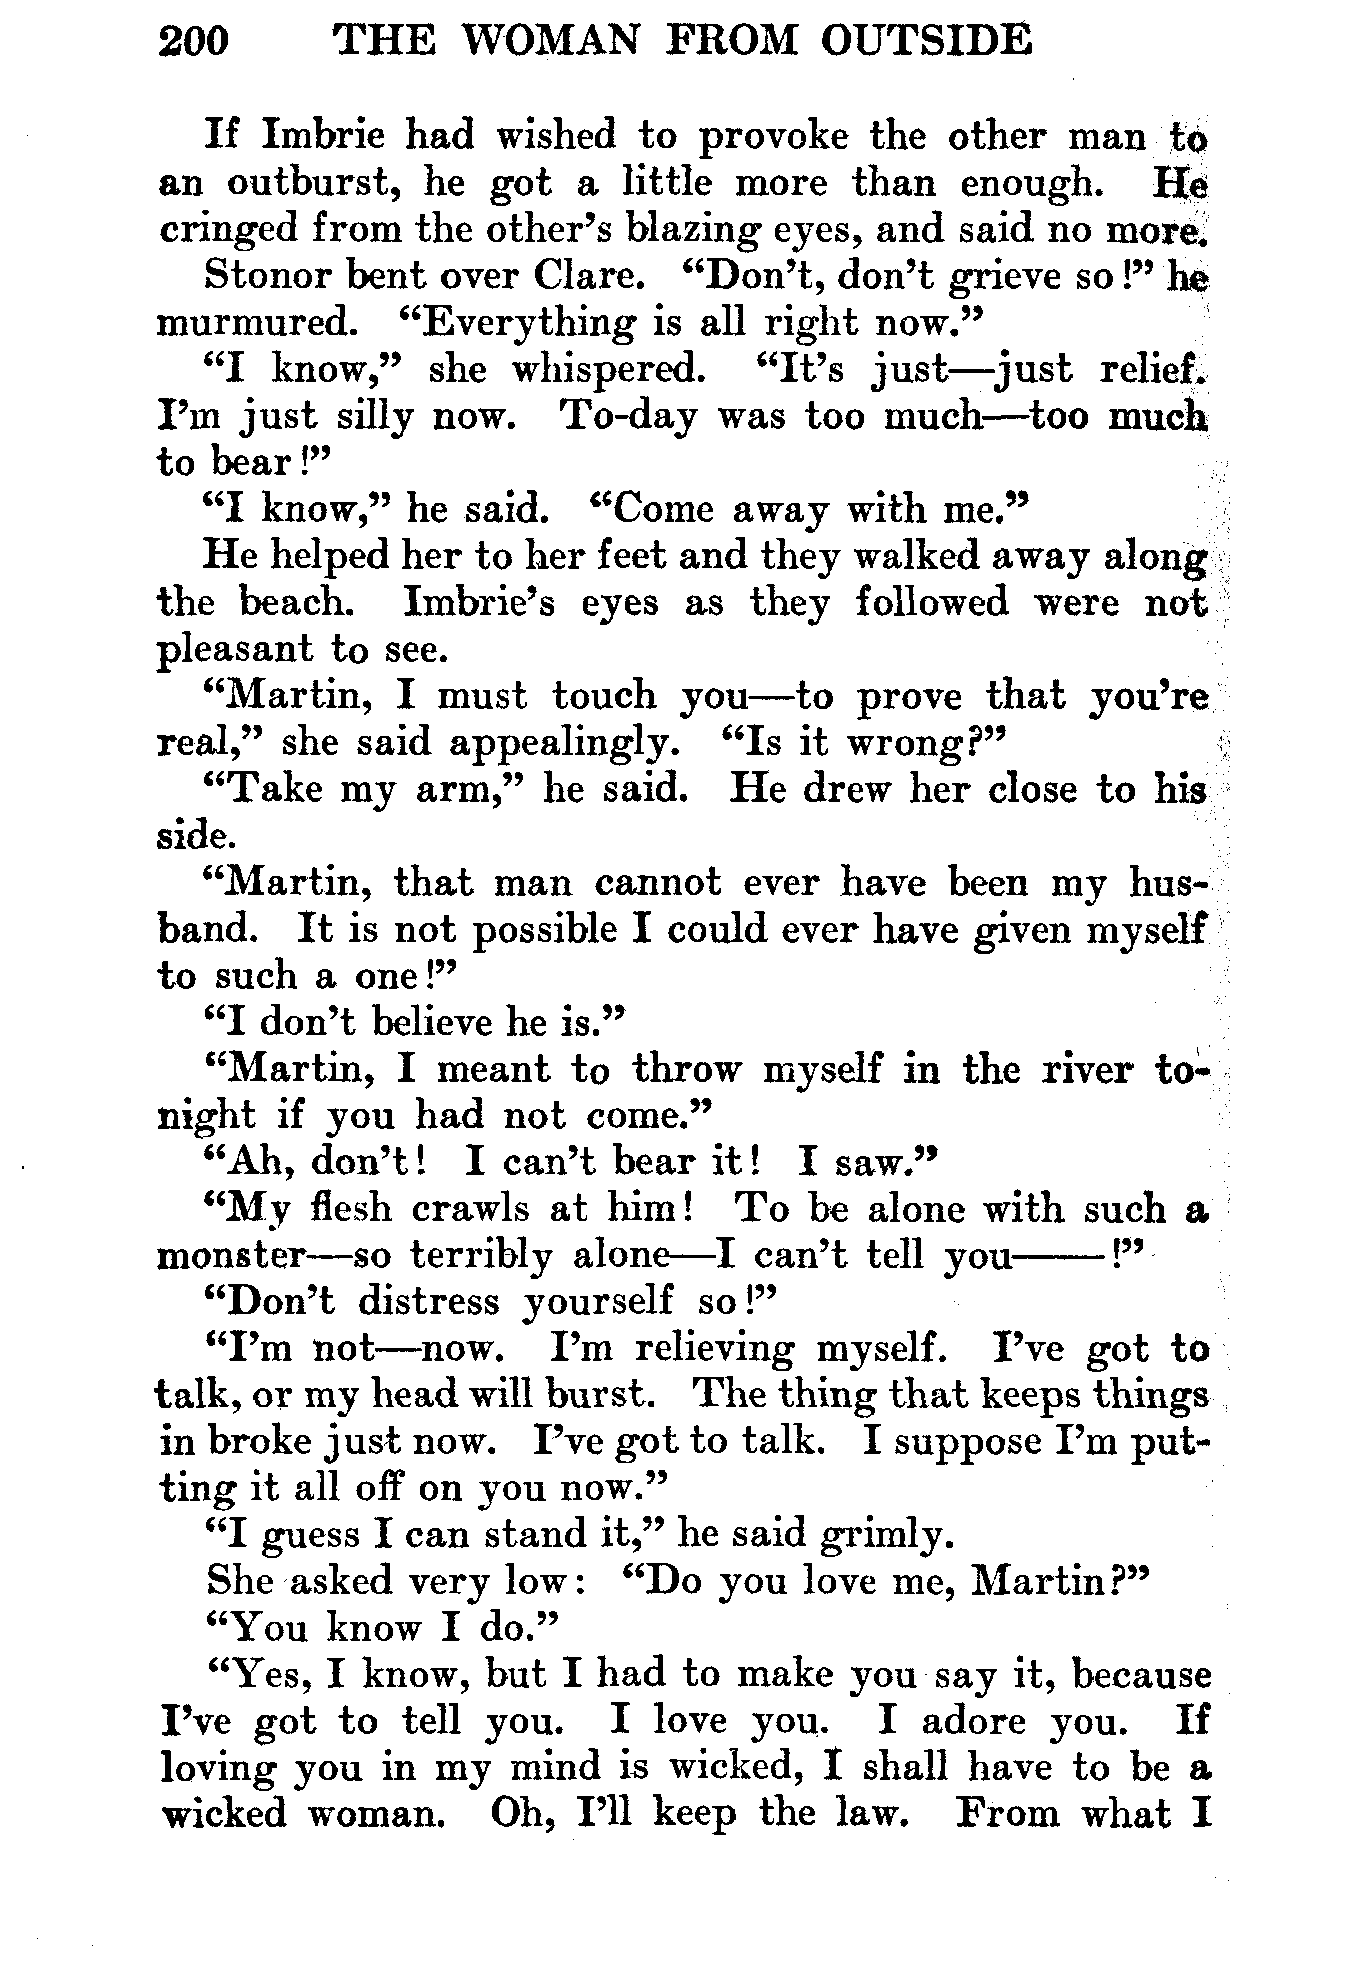 200 THE WOMAN FROM OUTSIDE
If Imbrie had wished to provoke the other man to
an outburst, he got a little more than enough. He
cringed from the other's blazing eyes, and said no more.
Stonor bent over Clare. "Don't, don't grieve so!" he
murmured. "Everything is all right now."
"I know," she whispered. "It's just—just relief.
I'm just silly now. To-day was too much—too much
to bear!"
"I know," he said. "Come away with me."
He helped her to her feet and they walked away along
the beach. Imbrie's eyes as they followed were not
pleasant to see.
"Martin, I must touch you—to prove that you're
real," she said appealingly. "Is it wrong?"
"Take my arm," he said. He drew her close to his
side.
"Martin, that man cannot ever have been my hus-
band. It is not possible I could ever have given myself
to such a one!"
"I don't believe he is."
"Martin, I meant to throw myself in the river to-
night if you had not come."
"Ah, don't! I can't bear it! I saw."
"My flesh crawls at him! To be alone with such a
monster—so terribly alone—I can't tell you——!"
"Don't distress yourself so!"
"I'm not—now. I'm relieving myself. I've got to
talk, or my head will burst. The thing that keeps things
in broke just now. I've got to talk. I suppose I'm put-
ting it all off on you now."
"I guess I can stand it," he said grimly.
She asked very low: "Do you love me, Martin?"
"You know I do."
"Yes, I know, but I had to make you say it, because
I've got to tell you. I love you. I adore you. If
loving you in my mind is wicked, I shall have to be a
wicked woman. Oh, I'll keep the law. From what I